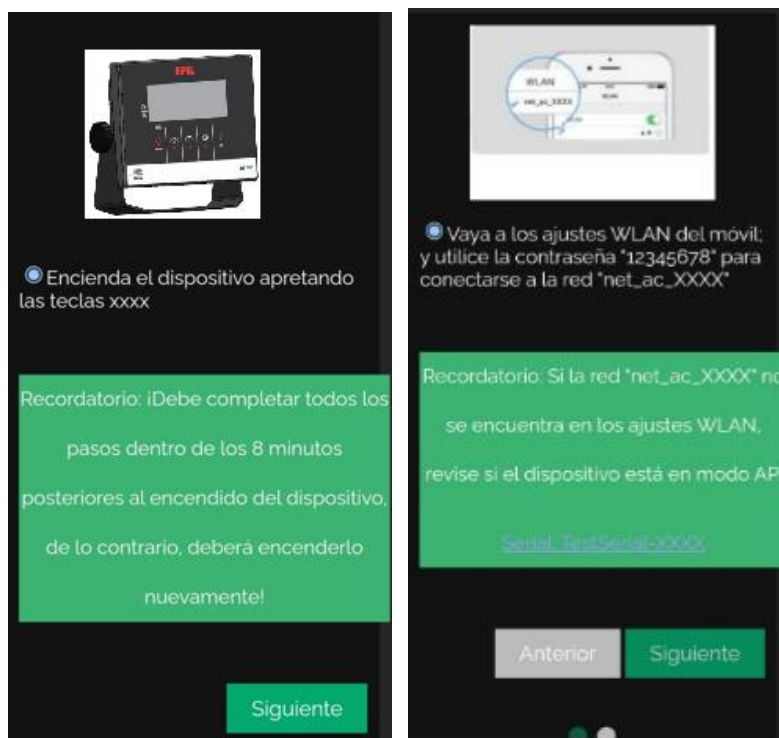 Encienda el dispositivo apretando
las teclas xxxx
Recordatorio: ¡Debe completar todos los
pasos dentro de los 8 minutos
posteriores al encendido del dispositivo,
de lo contrario, deberá encenderlo
nuevamente!
Siguiente
WLAN
net_ac_XXXX
WLAN
Vaya a los ajustes WLAN del móvil;
y utilice la contraseña "12345678" para
conectarse a la red "net_ac_XXXX"
Recordatorio: Si la red "net_ac_XXXX" no
se encuentra en los ajustes WLAN,
revise si el dispositivo está en modo AP
Serial: TestSerial-XXXX
Anterior
Siguiente